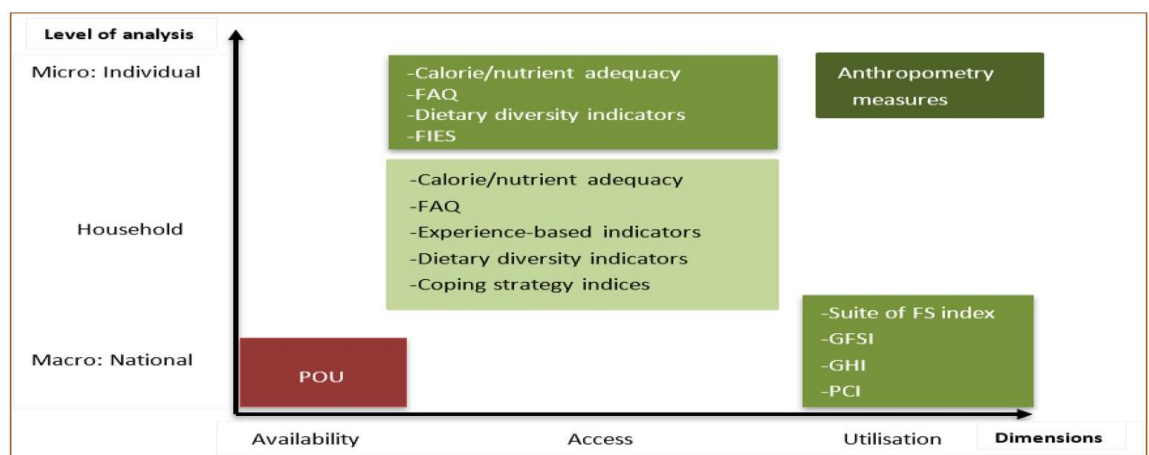 Level of analysis
Micro: Individual
-Calorie/nutrient adequacy
-FAQ
-Dietary diversity indicators
-FIES
Anthropometry
measures
Household
-Calorie/nutrient adequacy
-FAQ
-Experience-based indicators
-Dietary diversity indicators
-Coping strategy indices
Macro: National
POU
-Suite of FS index
-GFSI
-GHI
-PCI
Availability
Access
Utilisation
Dimensions